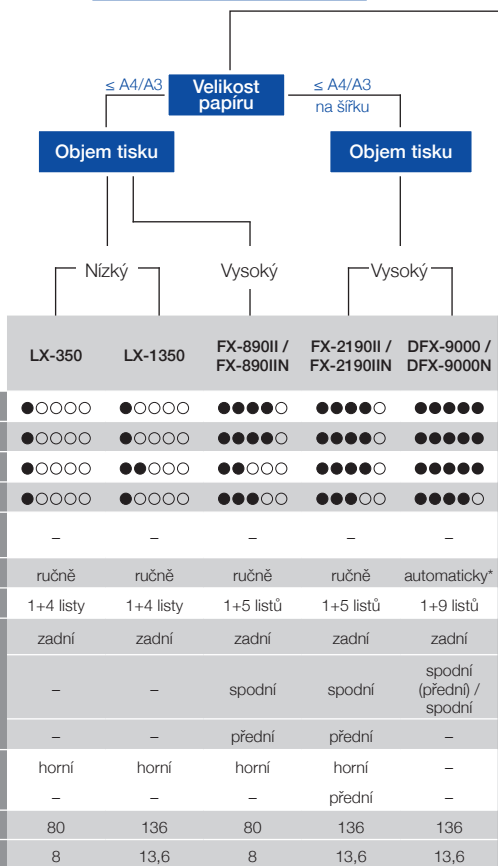 ≤ A4/A3
Velikost
papíru
≤ A4/A3
na šířku
Objem tisku
Objem tisku
Nízký
Vysoký
Vysoký
LX-350 LX-1350 FX-890II / FX-890IIN FX-2190II / FX-2190IIN DFX-9000 / DFX-9000N
– – – – –
ručně ručně ručně ručně automaticky*
1+4 listy 1+4 listy 1+5 listů 1+5 listů 1+9 listů
zadní zadní zadní zadní zadní
– – spodní spodní spodní (přední) / spodní
– – přední přední –
horní horní horní horní –
– – – přední –
80 136 80 136 136
8 13,6 8 13,6 13,6